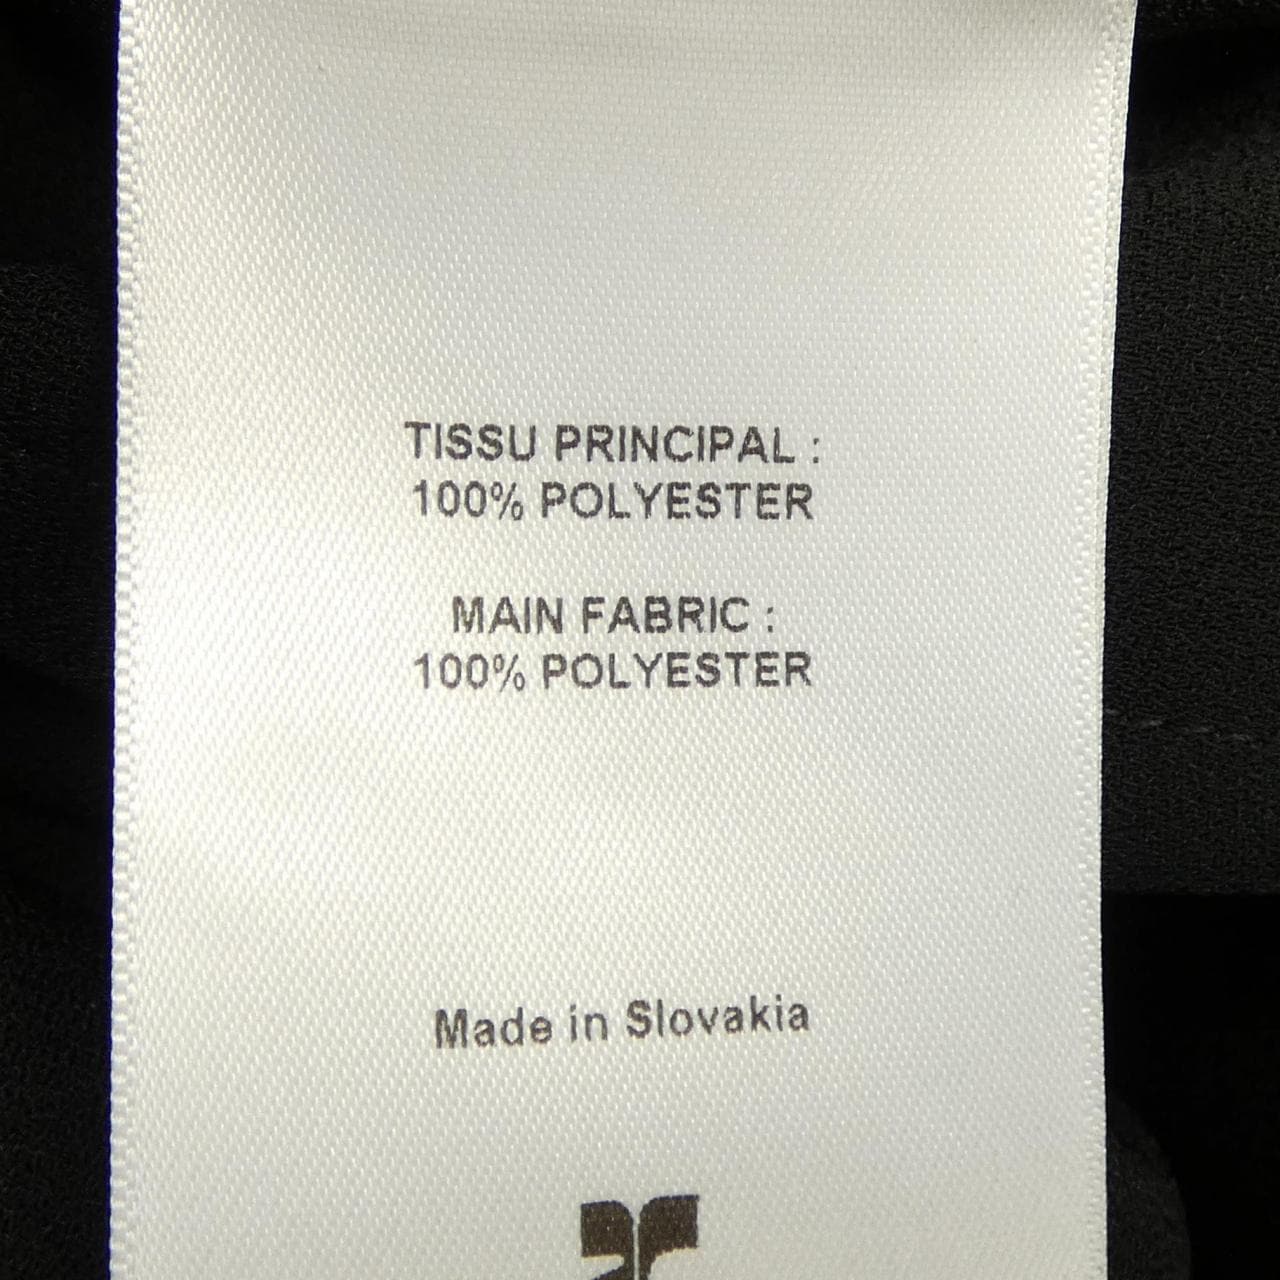 TISSU PRINCIPAL :
100% POLYESTER
MAIN FABRIC :
100% POLYESTER
Made in Slovakia